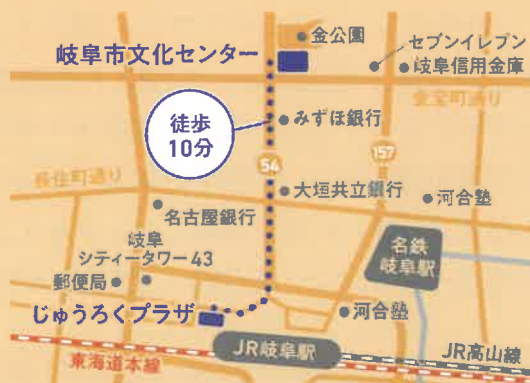 金公園
セブンイレブン
岐阜市文化センター
岐阜信用金庫
金宝町通り
徒歩
10分
みずほ銀行
157
54
長住町通り
大垣共立銀行
河合塾
名古屋銀行
岐阜
シティータワー43
名鉄
岐阜駅
郵便局
じゅうろくプラザ
河合塾
JR岐阜駅
JR高山線
東海道本線